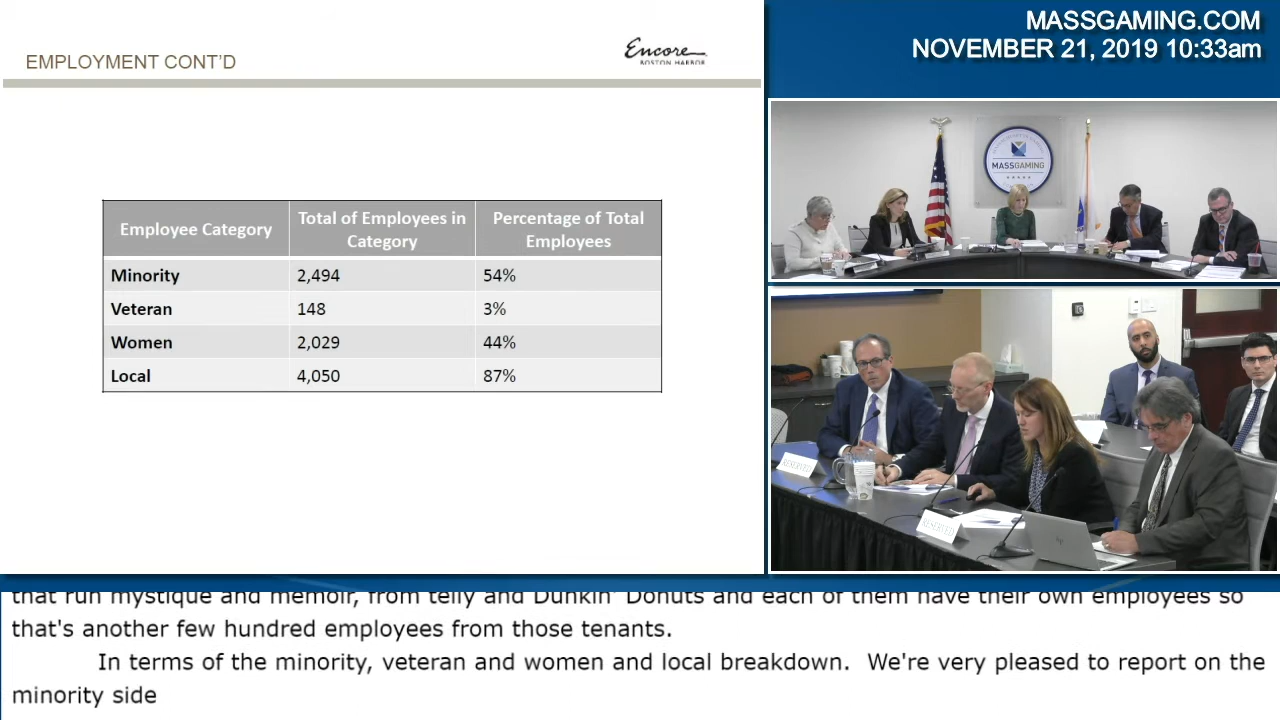 EMPLOYMENT CONT'D
Encore
BOSTON HARBOR
MASSGAMING.COM
NOVEMBER 21, 2019 10:33am
Employee Category
Total of Employees in
Category
Percentage of Total
Employees
Minority 2,494 54%
Veteran 148 3%
Women 2,029 44%
Local 4,050 87%
MASSGAMING
RESERVED
RESERVED
that run mystique and memoir, from telly and Dunkin' Donuts and each of them have their own employees so
that's another few hundred employees from those tenants.
In terms of the minority, veteran and women and local breakdown. We're very pleased to report on the
minority side